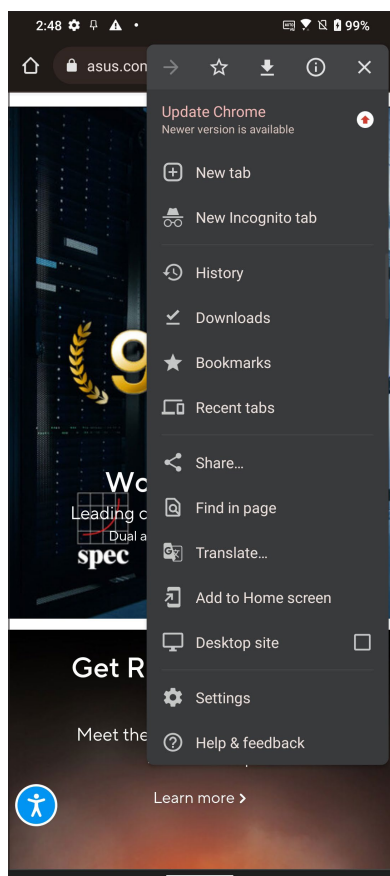 2:48
99%
asus.con
Update Chrome
Newer version is available
New tab
New Incognito tab
History
Downloads
Bookmarks
Recent tabs
Share...
Find in page
Translate...
Add to Home screen
Desktop site
Settings
Help & feedback
(9
Wo
Leading c
Dual a
spec
Get R
Meet the
Learn more >